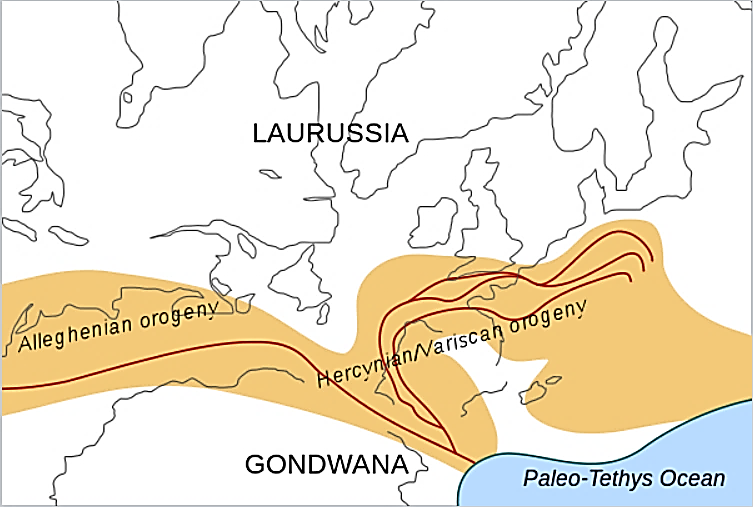 LAURUSSIA
Alleghenian orogeny
Hercynian/Variscan orogeny
GONDWANA
Paleo-Tethys Ocean